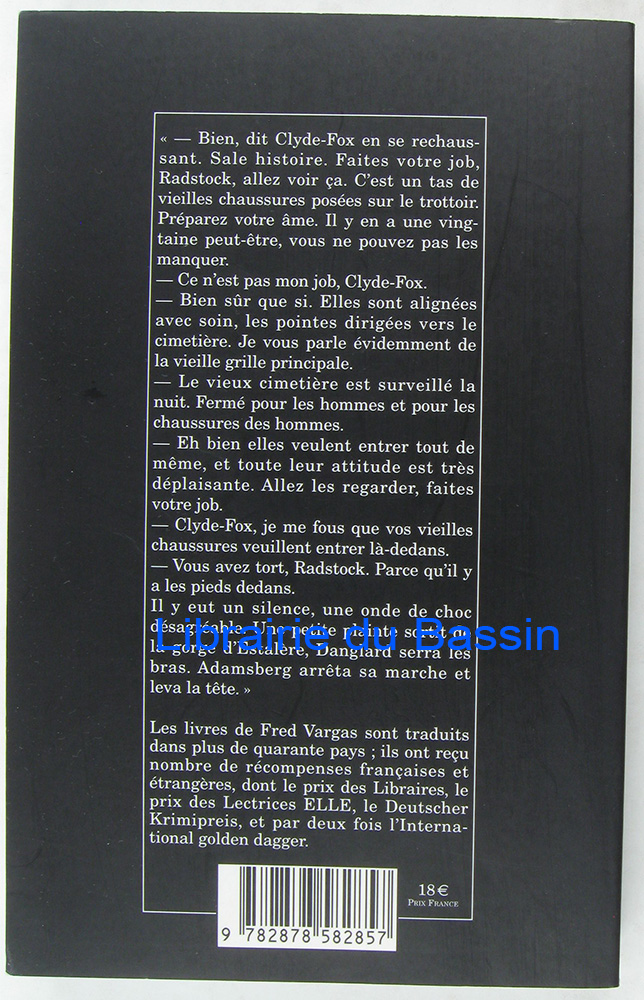 « — Bien, dit Clyde-Fox en se rechaus-
sant. Sale histoire. Faites votre job,
Radstock, allez voir ça. C’est un tas de
vieilles chaussures posées sur le trottoir.
Préparez votre âme. Il y en a une ving-
taine peut-être, vous ne pouvez pas les
manquer.
— Ce n’est pas mon job, Clyde-Fox.
— Bien sûr que si. Elles sont alignées
avec soin, les pointes dirigées vers le
cimetière. Je vous parle évidemment de
la vieille grille principale.
— Le vieux cimetière est surveillé la
nuit. Fermé pour les hommes et pour les
chaussures des hommes.
— Eh bien elles veulent entrer tout de
même, et toute leur attitude est très
déplaisante. Allez les regarder, faites
votre job.
— Clyde-Fox, je me fous que vos vieilles
chaussures veuillent entrer là-dedans.
— Vous avez tort, Radstock. Parce qu’il y
a les pieds dedans.
Il y eut un silence, une onde de choc
désagréable. Une petite plainte sortit de
Librairie du Bassin
la gorge d’Estalère, Danglard serra les
bras. Adamsberg arrêta sa marche et
leva la tête. »
Les livres de Fred Vargas sont traduits
dans plus de quarante pays ; ils ont reçu
nombre de récompenses françaises et
étrangères, dont le prix des Libraires, le
prix des Lectrices ELLE, le Deutscher
Krimipreis, et par deux fois l’Interna-
tional golden dagger.
18 €
PRIX FRANCE
9 782878 582857